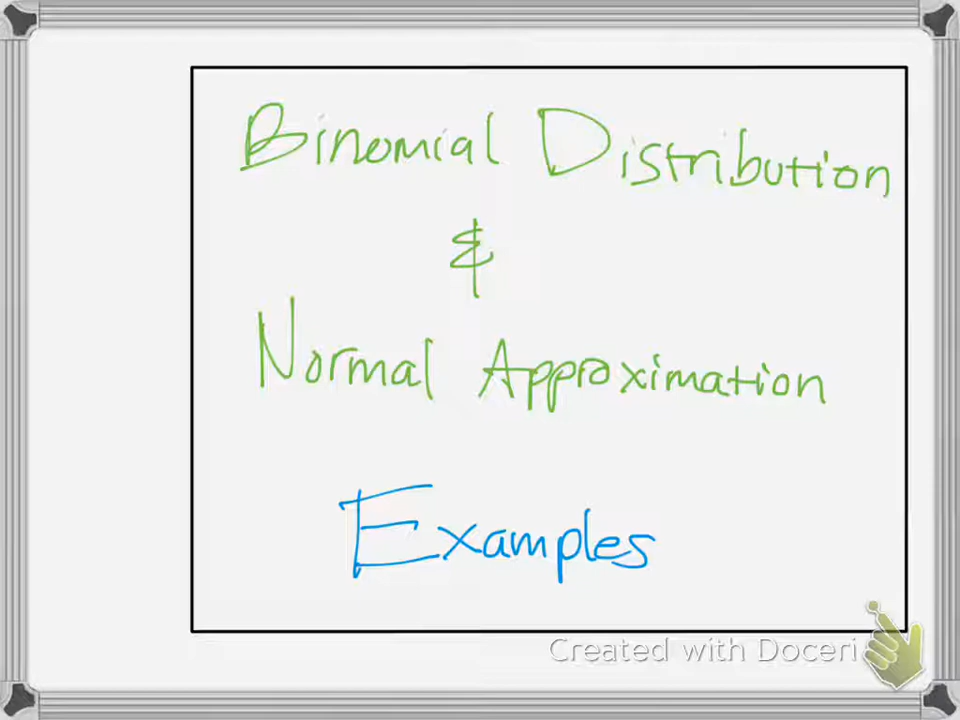 Binomial Distribution
&
Normal Approximation
Examples
Created with Doceri